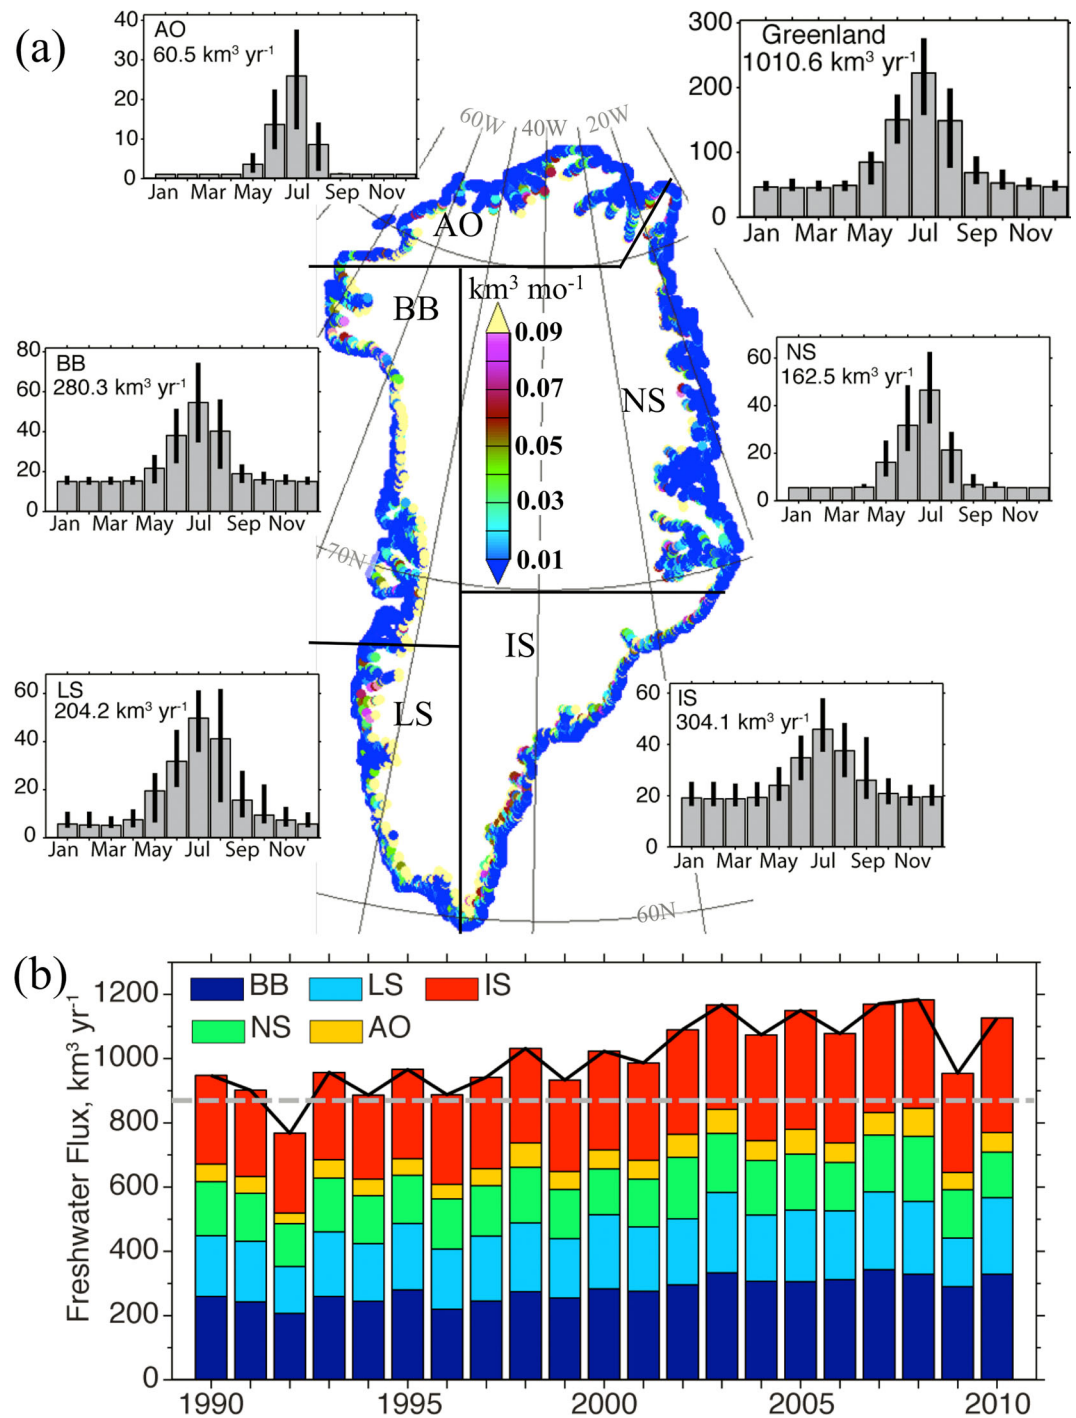 (a)
AO
60.5 km³ yr⁻¹
40
30
20
10
0
Jan Mar May Jul Sep Nov
Greenland
1010.6 km³ yr⁻¹
300
200
100
0
Jan Mar May Jul Sep Nov
60W 40W 20W
AO
BB
km³ mo⁻¹
0.09
0.07
0.05
0.03
0.01
NS
70N
IS
LS
60N
BB
280.3 km³ yr⁻¹
80
60
40
20
0
Jan Mar May Jul Sep Nov
NS
162.5 km³ yr⁻¹
60
40
20
0
Jan Mar May Jul Sep Nov
LS
204.2 km³ yr⁻¹
60
40
20
0
Jan Mar May Jul Sep Nov
IS
304.1 km³ yr⁻¹
60
40
20
0
Jan Mar May Jul Sep Nov
(b)
BB LS IS
NS AO
Freshwater Flux, km³ yr⁻¹
1200
1000
800
600
400
200
0
1990 1995 2000 2005 2010